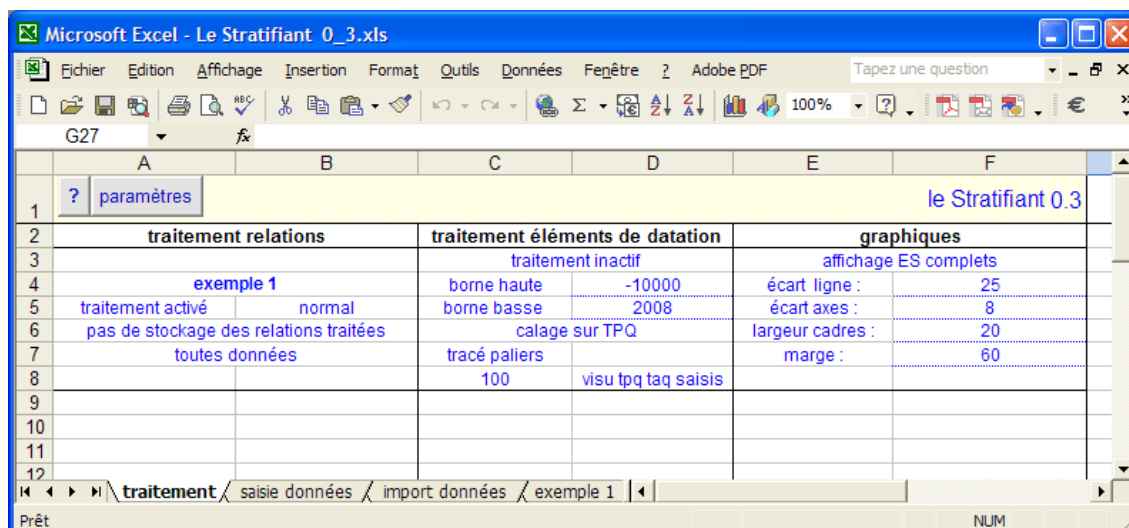 Microsoft Excel - Le Stratifiant 0_3.xls
Fichier Edition Affichage Insertion Format Outils Données Fenêtre ? Adobe PDF Tapez une question
100%
G27 fx
A B C D E F
1 ? paramètres le Stratifiant 0.3
2 traitement relations traitement éléments de datation graphiques
3 traitement inactif affichage ES complets
4 exemple 1 borne haute -10000 écart ligne : 25
5 traitement activé normal borne basse 2008 écart axes : 8
6 pas de stockage des relations traitées calage sur TPQ largeur cadres : 20
7 toutes données tracé paliers marge : 60
8 100 visu tpq taq saisis
9
10
11
12
traitement saisie données import données exemple 1
Prêt NUM